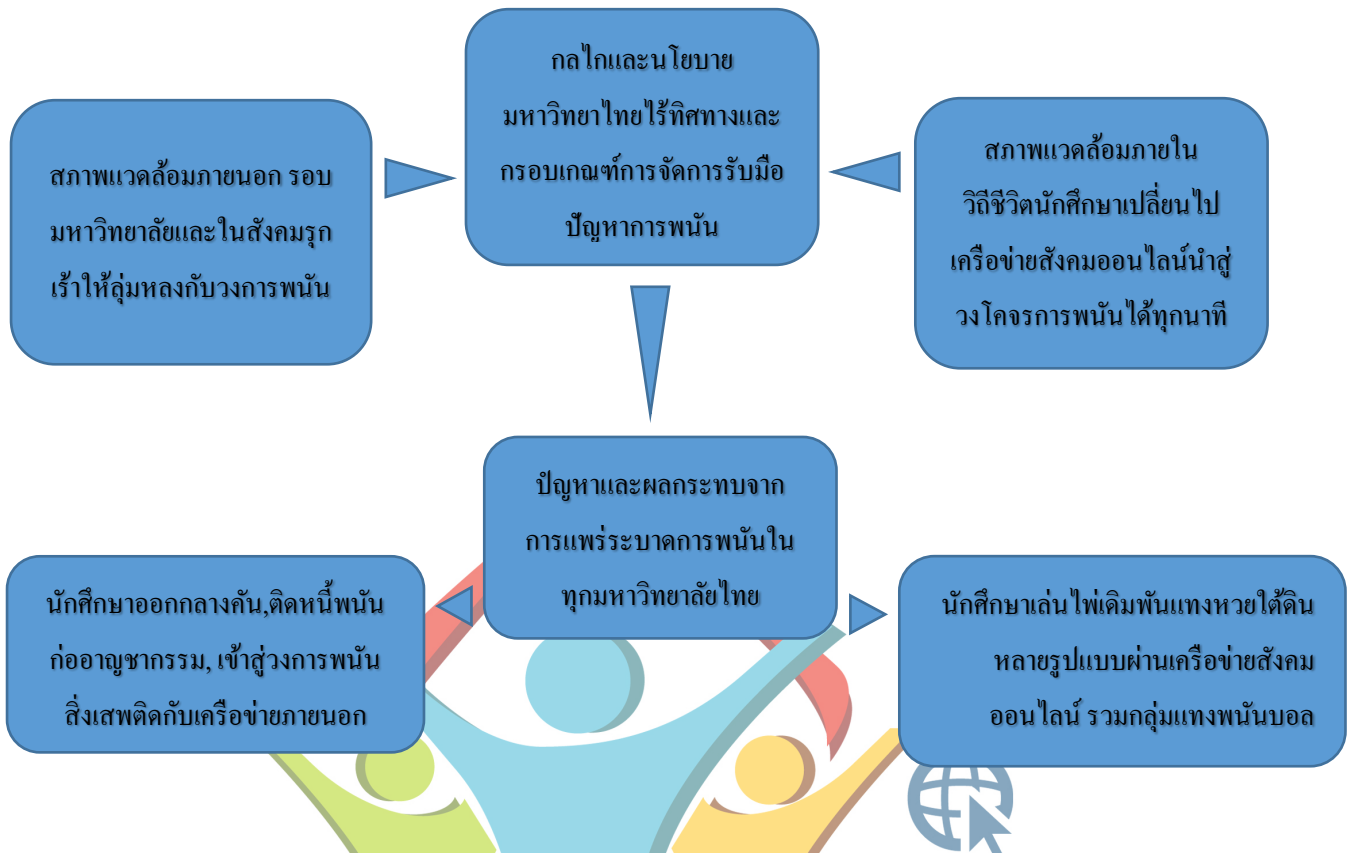 กลไกและนโยบาย
มหาวิทยาไทยไร้ทิศทางและ
กรอบเกณฑ์การจัดการรับมือ
ปัญหาการพนัน
สภาพแวดล้อมภายนอก รอบ
มหาวิทยาลัยและในสังคมรุก
เร้าให้ลุ่มหลงกับวงการพนัน
สภาพแวดล้อมภายใน
วิถีชีวิตนักศึกษาเปลี่ยนไป
เครือข่ายสังคมออนไลน์นำสู่
วงโคจรการพนันได้ทุกนาที
ปัญหาและผลกระทบจาก
การแพร่ระบาดการพนันใน
ทุกมหาวิทยาลัยไทย
นักศึกษาออกกลางคัน,ติดหนี้พนัน
ก่ออาญชากรรม, เข้าสู่วงการพนัน
สิ่งเสพติดกับเครือข่ายภายนอก
นักศึกษาเล่นไพ่เดิมพันแทงหวยใต้ดิน
หลายรูปแบบผ่านเครือข่ายสังคม
ออนไลน์ รวมกลุ่มแทงพนันบอล